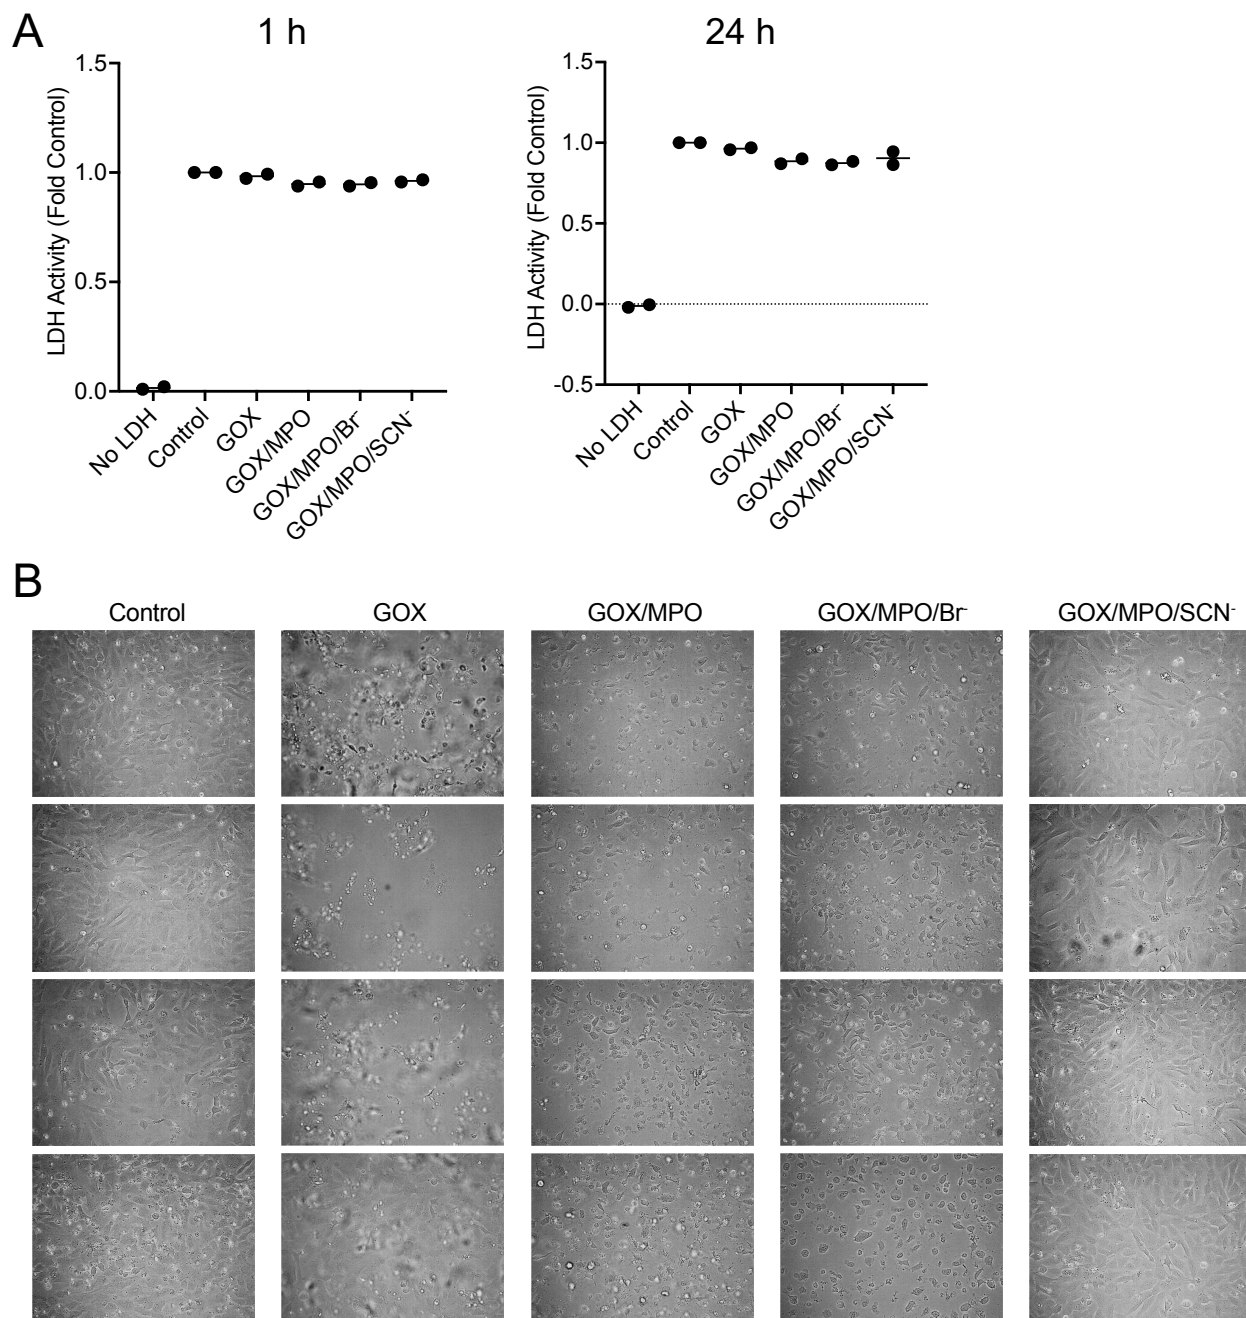 A
1 h
24 h
LDH Activity (Fold Control)
1.5
1.0
0.5
0.0
No LDH
Control
GOX
GOX/MPO
GOX/MPO/Br⁻
GOX/MPO/SCN⁻
LDH Activity (Fold Control)
1.5
1.0
0.5
0.0
-0.5
No LDH
Control
GOX
GOX/MPO
GOX/MPO/Br⁻
GOX/MPO/SCN⁻
B
Control
GOX
GOX/MPO
GOX/MPO/Br⁻
GOX/MPO/SCN⁻